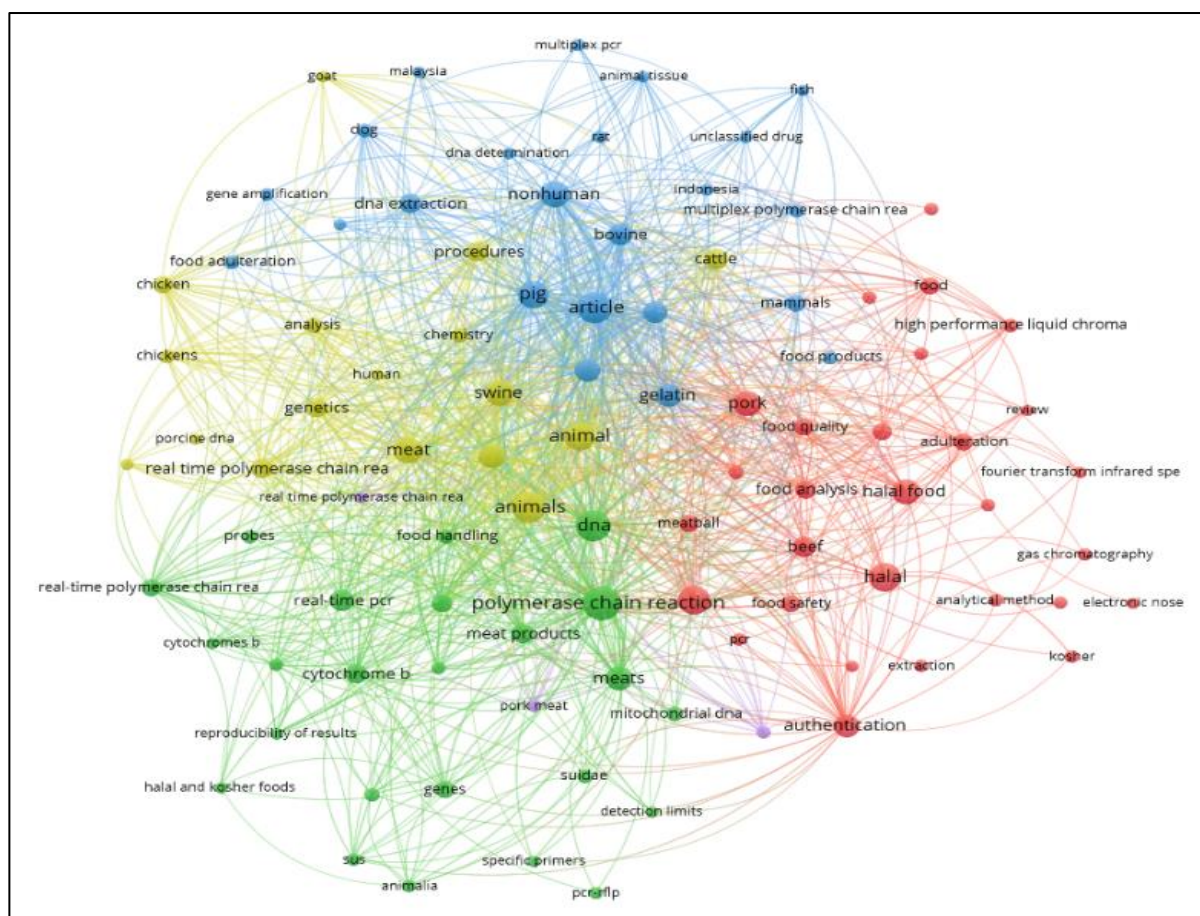 multiplex pcr
goat
malaysia
animal tissue
fish
dog
rat
unclassified drug
dna determination
gene amplification
dna extraction
nonhuman
indonesia
multiplex polymerase chain rea
bovine
procedures
cattle
food adulteration
chicken
pig
article
mammals
food
analysis
chemistry
high performance liquid chroma
chickens
food products
human
swine
gelatin
pork
genetics
review
food quality
porcine dna
meat
animal
adulteration
real time polymerase chain rea
fourier transform infrared spe
real time polymerase chain rea
food analysis
halal food
animals
dna
meatball
probes
food handling
beef
gas chromatography
real-time polymerase chain rea
halal
real-time pcr
polymerase chain reaction
food safety
analytical method
electronic nose
meat products
pcr
cytochromes b
cytochrome b
meats
extraction
kosher
pork meat
mitochondrial dna
authentication
reproducibility of results
suidae
halal and kosher foods
genes
detection limits
sus
specific primers
animalia
pcr-rflp